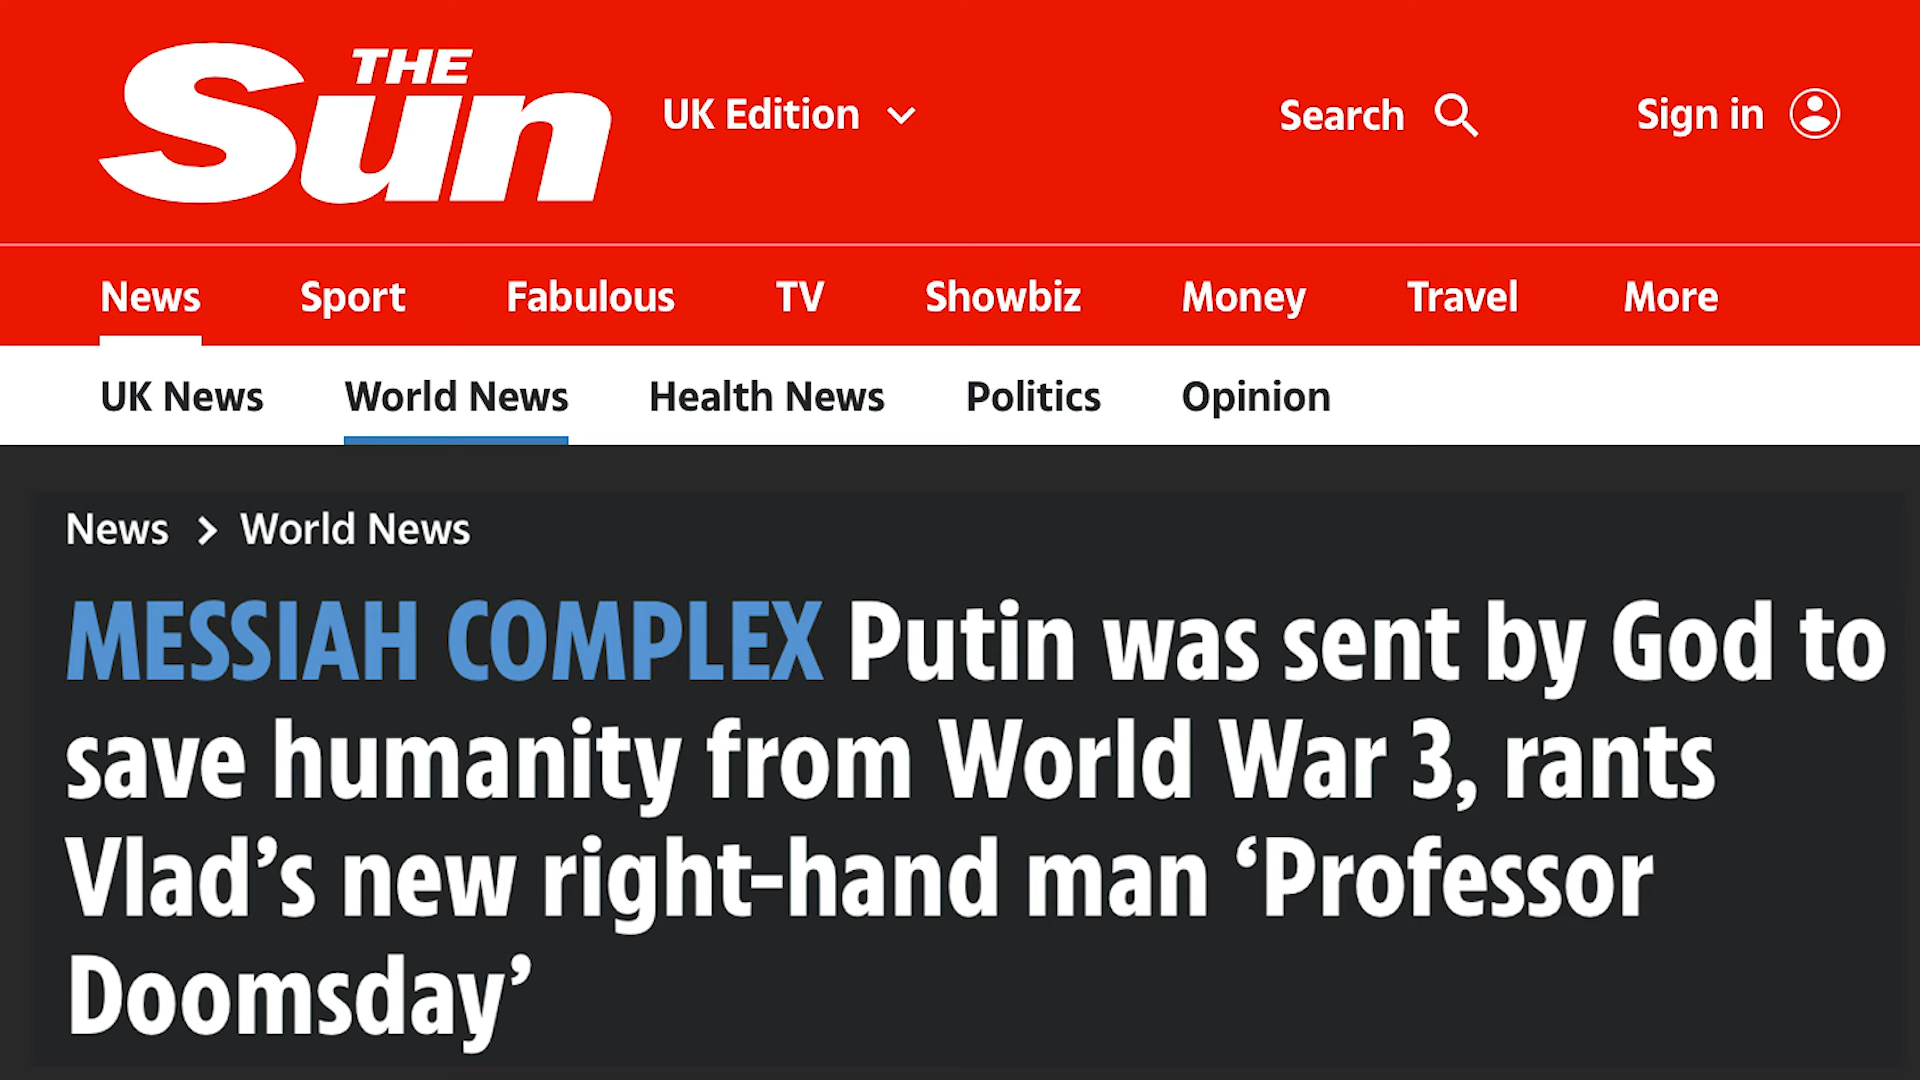 THE
Sun
UK Edition
Search
Sign in
News Sport Fabulous TV Showbiz Money Travel More
UK News World News Health News Politics Opinion
News > World News
MESSIAH COMPLEX Putin was sent by God to
save humanity from World War 3, rants
Vlad’s new right-hand man ‘Professor
Doomsday’